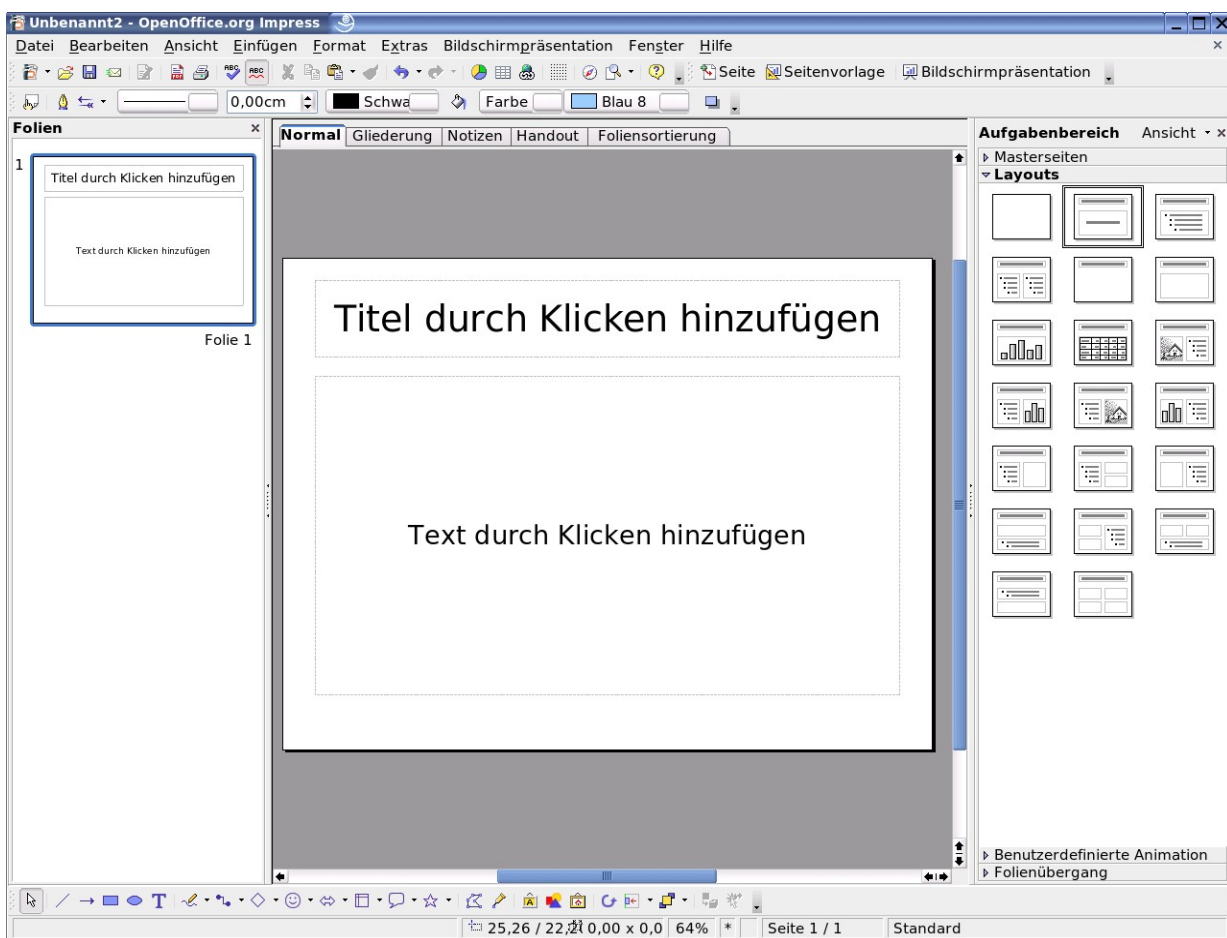 Unbenannt2 - OpenOffice.org Impress
Datei Bearbeiten Ansicht Einfügen Format Extras Bildschirmpräsentation Fenster Hilfe
Seite Seitenvorlage Bildschirmpräsentation
0,00cm Schwa Farbe Blau 8
Folien
Normal Gliederung Notizen Handout Foliensortierung
Aufgabenbereich Ansicht
Masterseiten
Layouts
1
Titel durch Klicken hinzufügen
Text durch Klicken hinzufügen
Folie 1
Titel durch Klicken hinzufügen
Text durch Klicken hinzufügen
Benutzerdefinierte Animation
Folienübergang
25,26 / 22, 0,00 x 0,0 64% * Seite 1 / 1 Standard